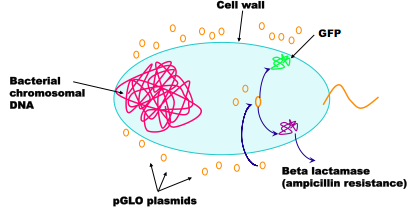 Cell wall
GFP
Bacterial
chromosomal
DNA
Beta lactamase
(ampicillin resistance)
pGLO plasmids